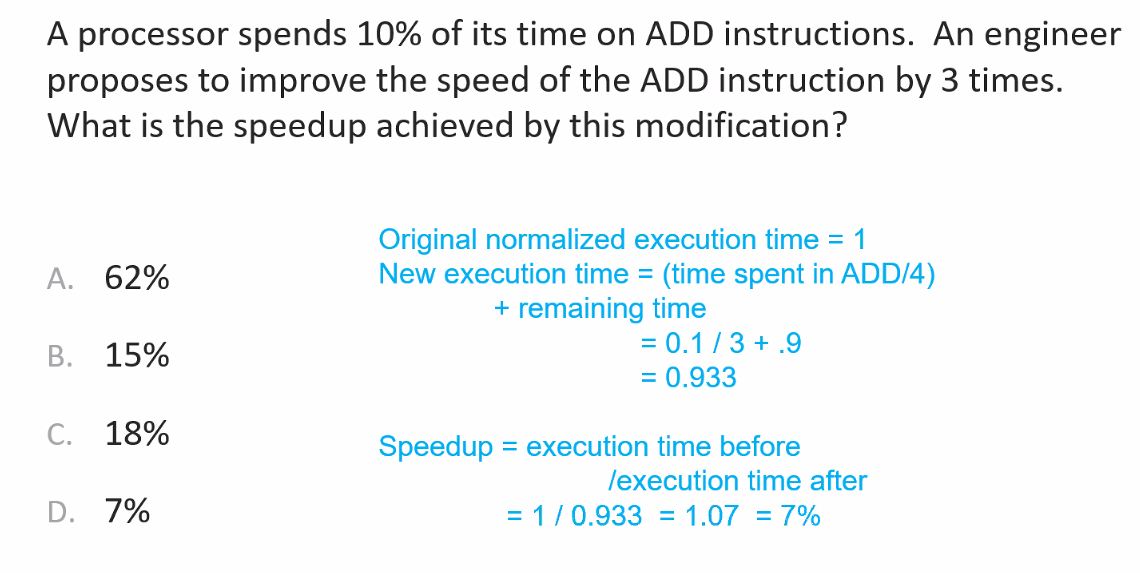 A processor spends 10% of its time on ADD instructions.  An engineer
proposes to improve the speed of the ADD instruction by 3 times.
What is the speedup achieved by this modification?
A. 62%
B. 15%
C. 18%
D. 7%
Original normalized execution time = 1
New execution time = (time spent in ADD/4)
+ remaining time
= 0.1 / 3 + .9
= 0.933
Speedup = execution time before
/execution time after
= 1 / 0.933  = 1.07  = 7%